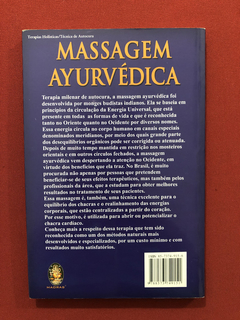 Terapias Holísticas/Técnica de Autocura
MASSAGEM
AYURVÉDICA
Terapia milenar de autocura, a massagem ayurvédica foi
desenvolvida por monges budistas indianos. Ela se baseia em
princípios da circulação da Energia Universal, que está
presente em todas as formas de vida e que é reconhecida
tanto no Oriente quanto no Ocidente por diversos nomes.
Essa energia circula no corpo humano em canais especiais
denominados meridianos, por meio dos quais grande parte
dos desequilíbrios orgânicos pode ser corrigida ou atenuada.
Depois de muito tempo mantida em restrição nos mosteiros
orientais e em outros círculos fechados, a massagem
ayurvédica vem despertando a atenção no Ocidente, em
virtude dos benefícios que ela traz. No Brasil, é muito
procurada não apenas por pessoas que pretendem
beneficiar-se de seus efeitos terapêuticos, mas também pelos
profissionais da área, que a estudam para obter melhores
resultados no tratamento de seus pacientes.
Essa massagem é, também, uma técnica excelente para o
equilíbrio dos chacras e o realinhamento das energias
corporais, que estão centralizadas a partir do coração.
Por esse motivo, é utilizada para abrir ou potencializar o
chacra cardíaco.
Conheça mais a respeito dessa terapia que tem sido
reconhecida como um dos métodos naturais mais
desenvolvidos e especializados, por um custo mínimo e com
resultados muito satisfatórios.
MADRAS